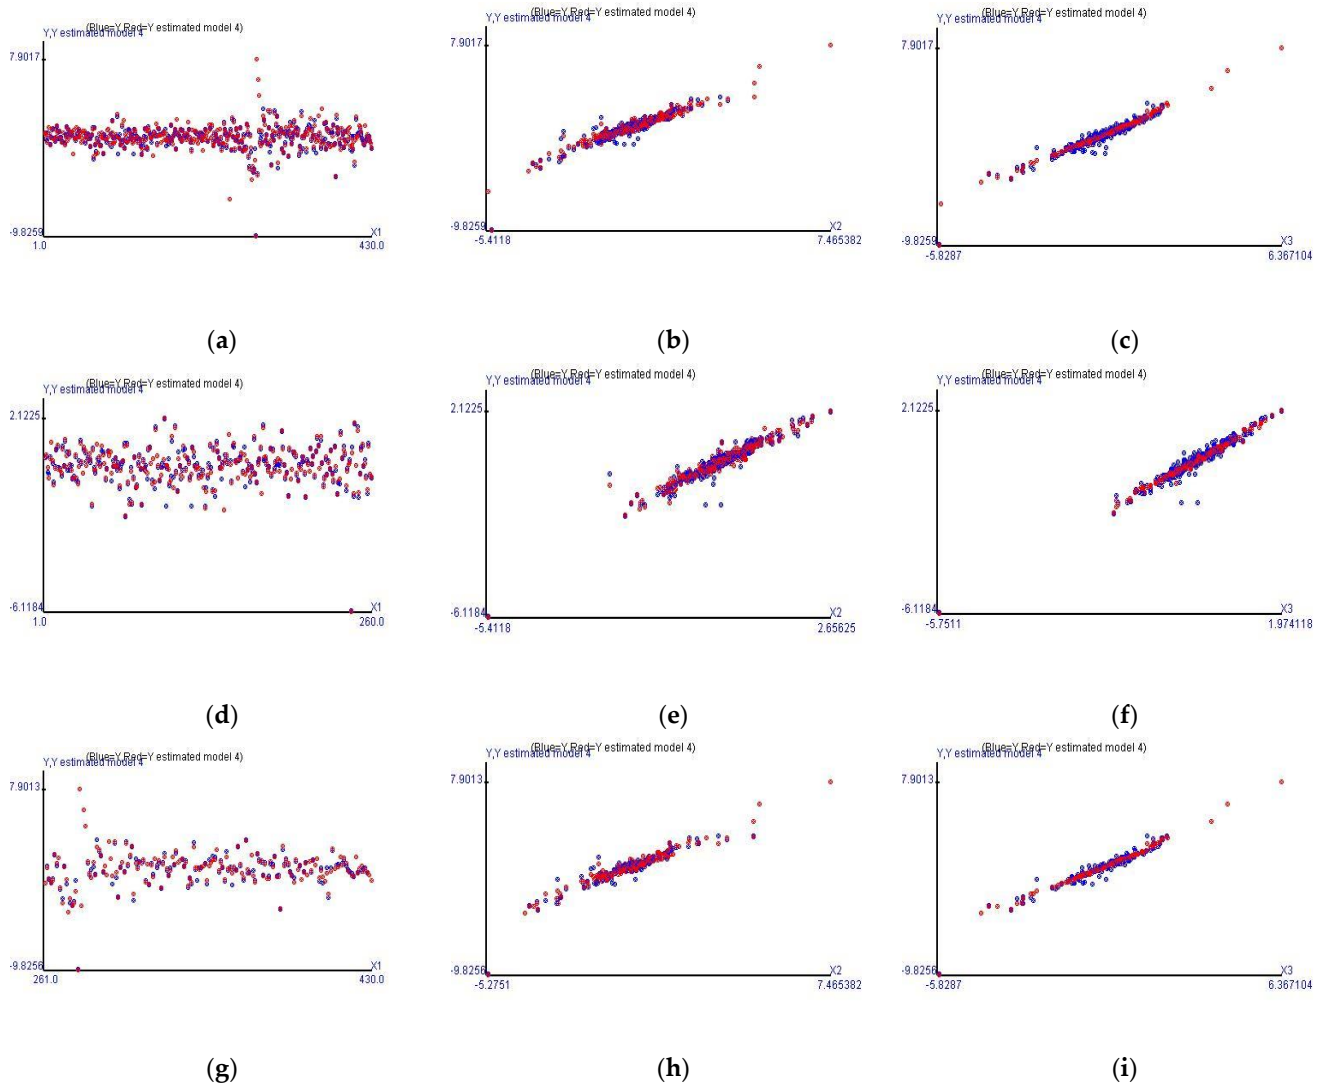 (Blue=Y,Red=Y estimated model 4)
Y,Y estimated model 4
7.9017
-9.8259
X1
1.0
430.0
(a)
(Blue=Y,Red=Y estimated model 4)
Y,Y estimated model 4
7.9017
-9.8259
X2
-5.4118
7.465382
(b)
(Blue=Y,Red=Y estimated model 4)
Y,Y estimated model 4
7.9017
-9.8259
X3
-5.8287
6.367104
(c)
(Blue=Y,Red=Y estimated model 4)
Y,Y estimated model 4
2.1225
-6.1184
X1
1.0
260.0
(d)
(Blue=Y,Red=Y estimated model 4)
Y,Y estimated model 4
2.1225
-6.1184
X2
-5.4118
2.65625
(e)
(Blue=Y,Red=Y estimated model 4)
Y,Y estimated model 4
2.1225
-6.1184
X3
-5.7511
1.974118
(f)
(Blue=Y,Red=Y estimated model 4)
Y,Y estimated model 4
7.9013
-9.8256
X1
261.0
430.0
(g)
(Blue=Y,Red=Y estimated model 4)
Y,Y estimated model 4
7.9013
-9.8256
X2
-5.2751
7.465382
(h)
(Blue=Y,Red=Y estimated model 4)
Y,Y estimated model 4
7.9013
-9.8256
X3
-5.8287
6.367104
(i)